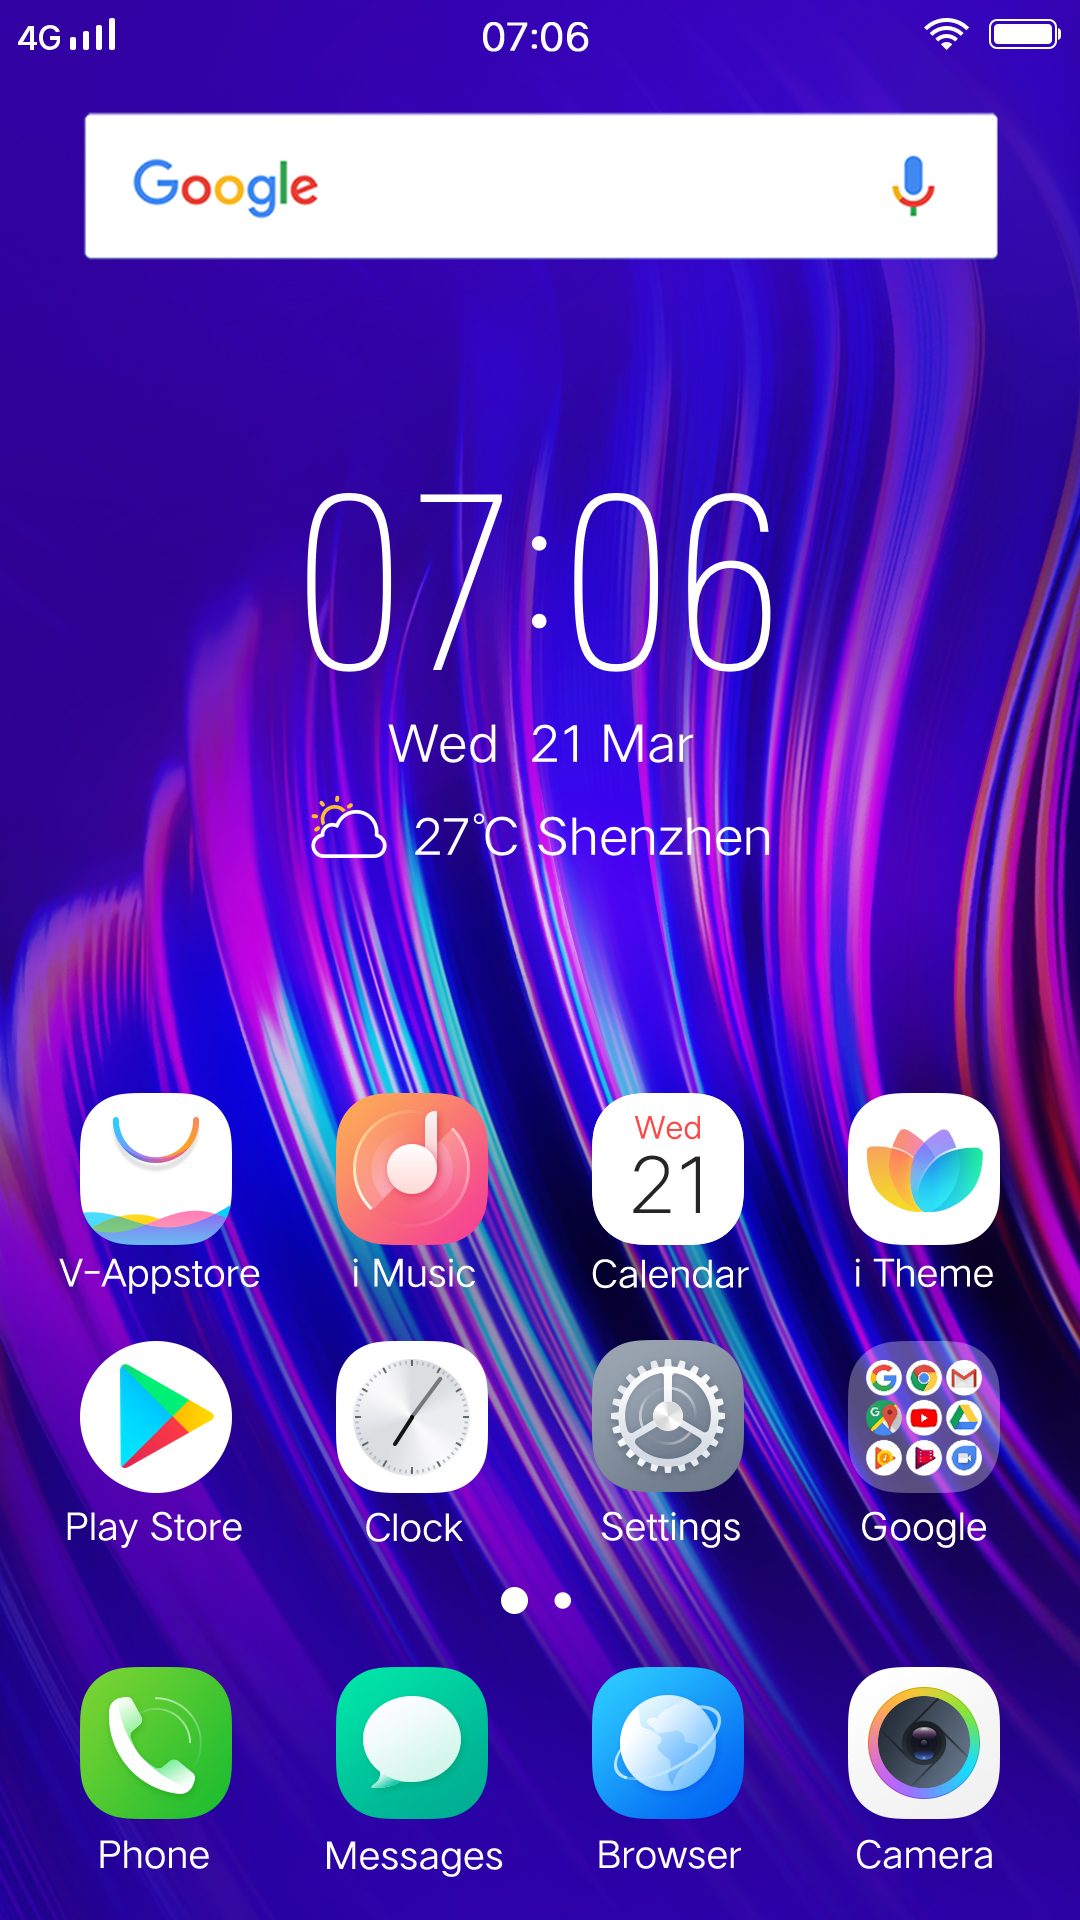 4G 07:06
Google
07:06
Wed 21 Mar
27℃ Shenzhen
Wed
21
V-Appstore i Music Calendar i Theme
Play Store Clock Settings Google
Phone Messages Browser Camera